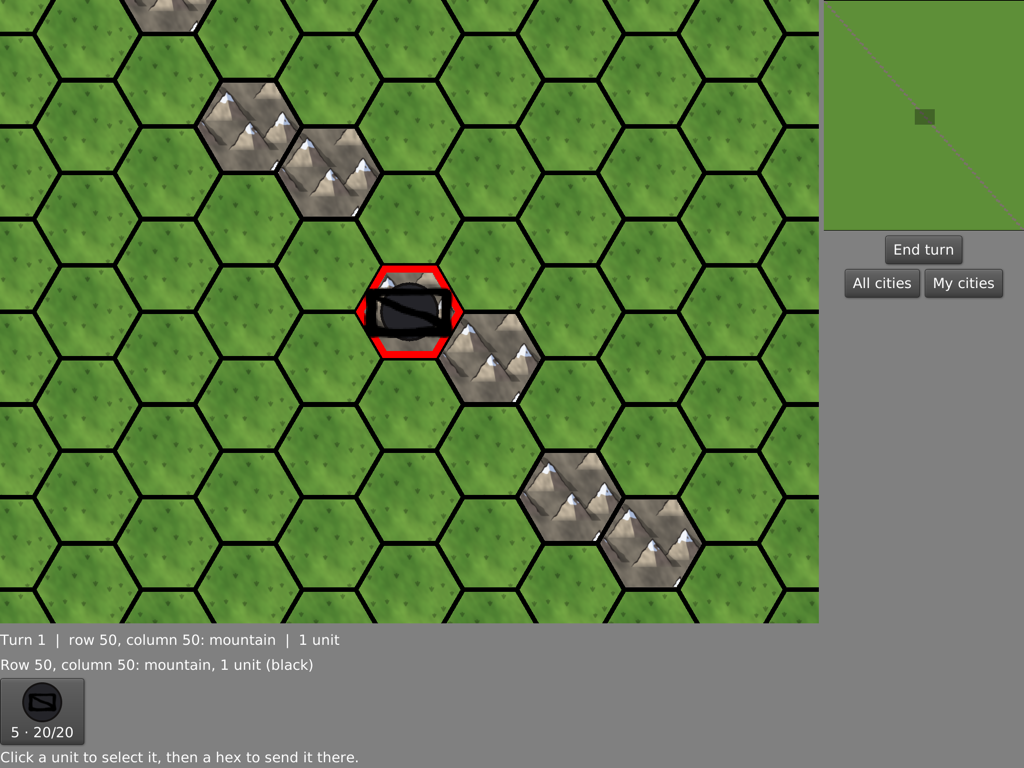 End turn
All cities My cities
Turn 1 | row 50, column 50: mountain | 1 unit
Row 50, column 50: mountain, 1 unit (black)
5 · 20/20
Click a unit to select it, then a hex to send it there.